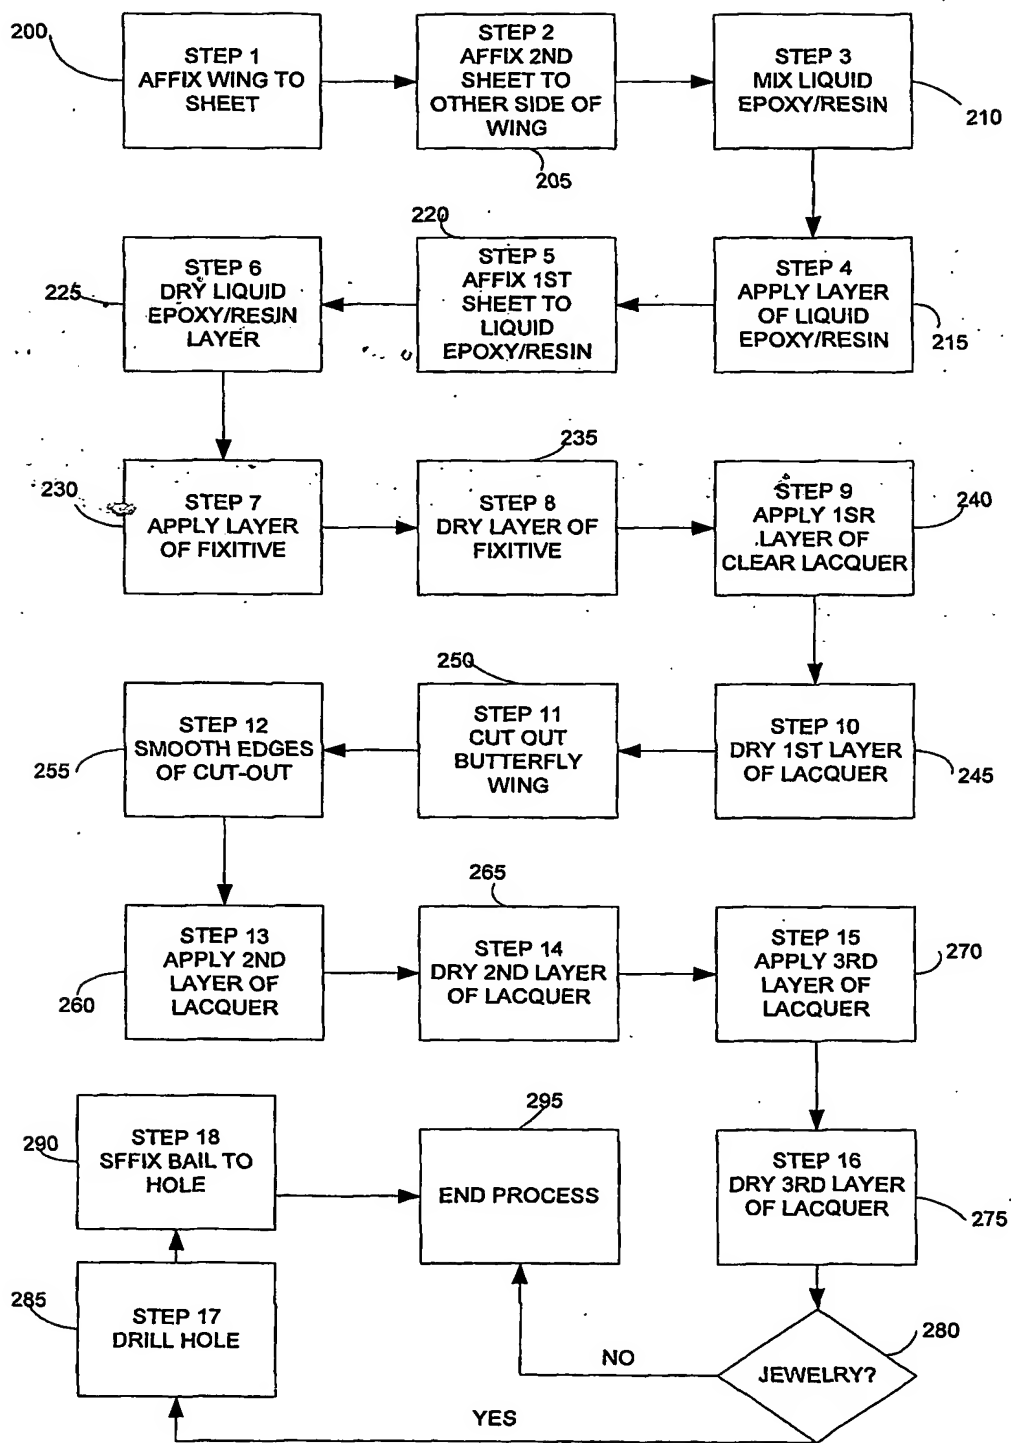 200
STEP 1
AFFIX WING TO
SHEET
STEP 2
AFFIX 2ND
SHEET TO
OTHER SIDE OF
WING
205
STEP 3
MIX LIQUID
EPOXY/RESIN
210
STEP 4
APPLY LAYER
OF LIQUID
EPOXY/RESIN
215
220
STEP 5
AFFIX 1ST
SHEET TO
LIQUID
EPOXY/RESIN
225
STEP 6
DRY LIQUID
EPOXY/RESIN
LAYER
230
STEP 7
APPLY LAYER
OF FIXITIVE
235
STEP 8
DRY LAYER OF
FIXITIVE
STEP 9
APPLY 1SR
LAYER OF
CLEAR LACQUER
240
STEP 10
DRY 1ST LAYER
OF LACQUER
245
250
STEP 11
CUT OUT
BUTTERFLY
WING
255
STEP 12
SMOOTH EDGES
OF CUT-OUT
260
STEP 13
APPLY 2ND
LAYER OF
LACQUER
265
STEP 14
DRY 2ND LAYER
OF LACQUER
STEP 15
APPLY 3RD
LAYER OF
LACQUER
270
STEP 16
DRY 3RD LAYER
OF LACQUER
275
JEWELRY?
280
NO
YES
285
STEP 17
DRILL HOLE
290
STEP 18
SFFIX BAIL TO
HOLE
295
END PROCESS